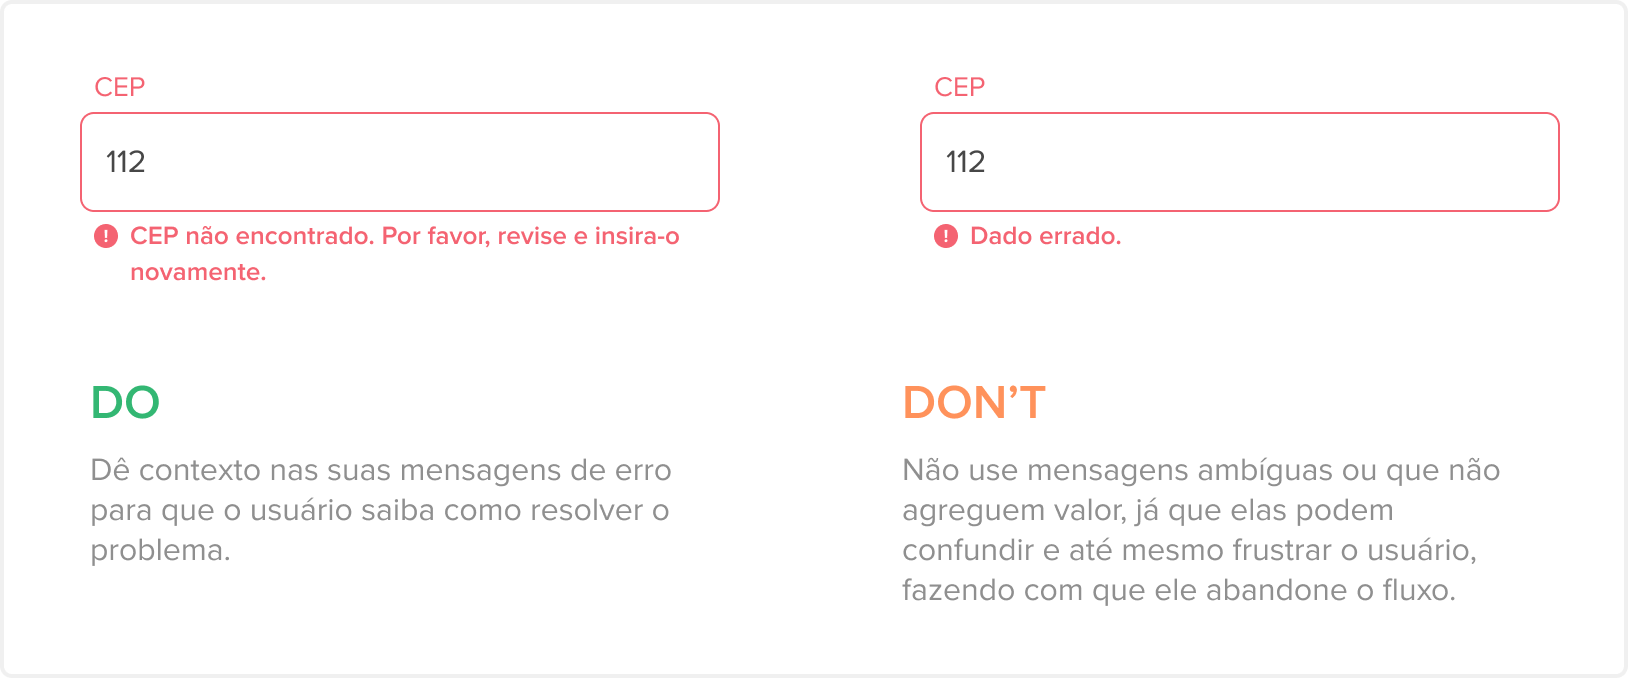 CEP
112
CEP não encontrado. Por favor, revise e insira-o
novamente.
DO
Dê contexto nas suas mensagens de erro
para que o usuário saiba como resolver o
problema.
CEP
112
Dado errado.
DON’T
Não use mensagens ambíguas ou que não
agreguem valor, já que elas podem
confundir e até mesmo frustrar o usuário,
fazendo com que ele abandone o fluxo.